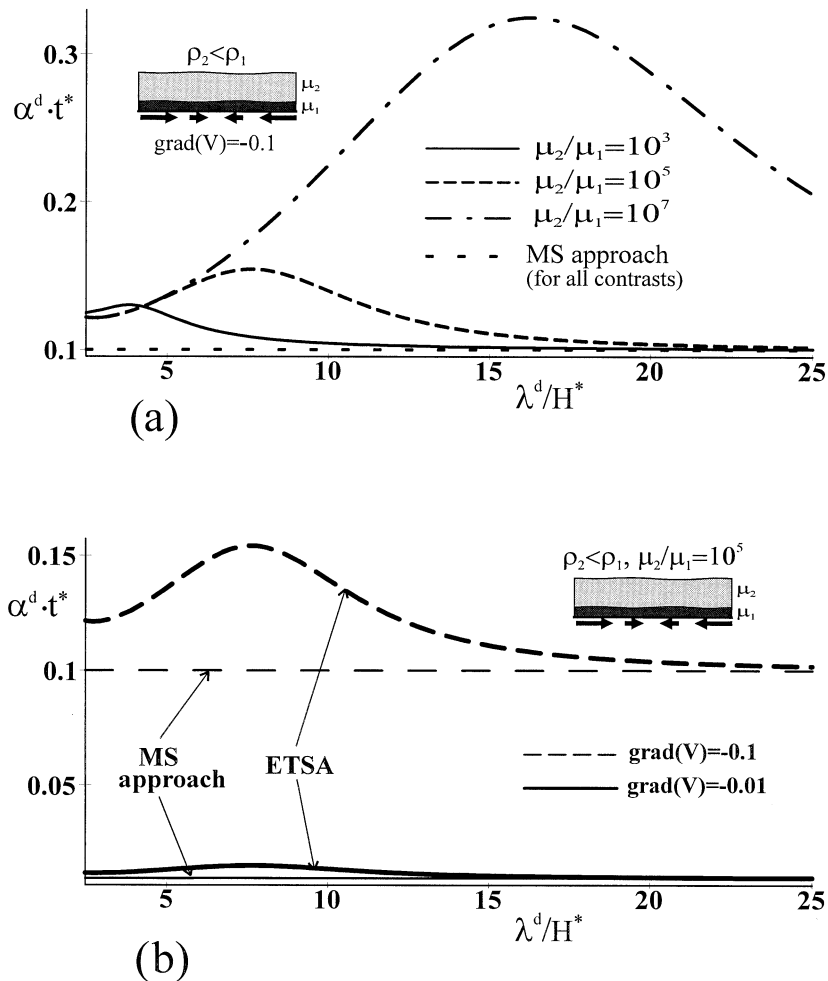 0.3
ρ₂<ρ₁
μ₂
μ₁
αᵈ·t*
grad(V)=-0.1
μ₂/μ₁=10³
μ₂/μ₁=10⁵
μ₂/μ₁=10⁷
0.2
MS approach
(for all contrasts)
0.1
5 10 15 20 25
λᵈ/H*
(a)
0.15
ρ₂<ρ₁, μ₂/μ₁=10⁵
αᵈ·t*
μ₂
μ₁
0.1
MS
approach
ETSA
grad(V)=-0.1
grad(V)=-0.01
0.05
5 10 15 20 25
λᵈ/H*
(b)